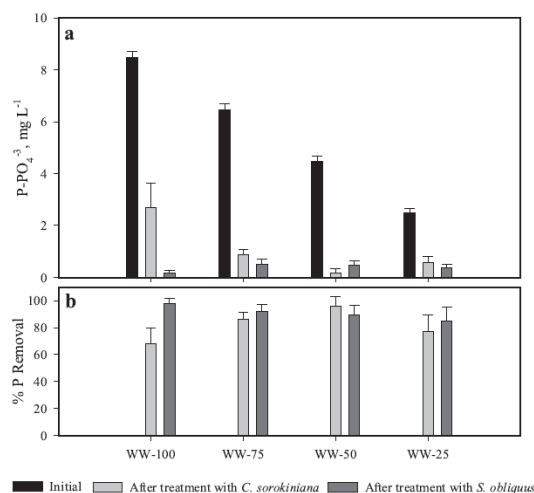 a
10
8
6
4
2
0
P-PO4-3, mg L-1
b
100
80
60
40
20
0
% P Removal
WW-100 WW-75 WW-50 WW-25
Initial After treatment with C. sorokiniana After treatment with S. obliquus